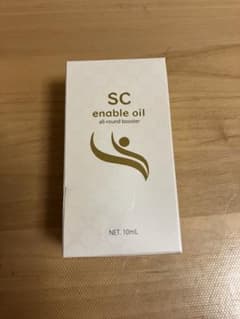 SC
enable oil
all-round booster
NET. 10mL